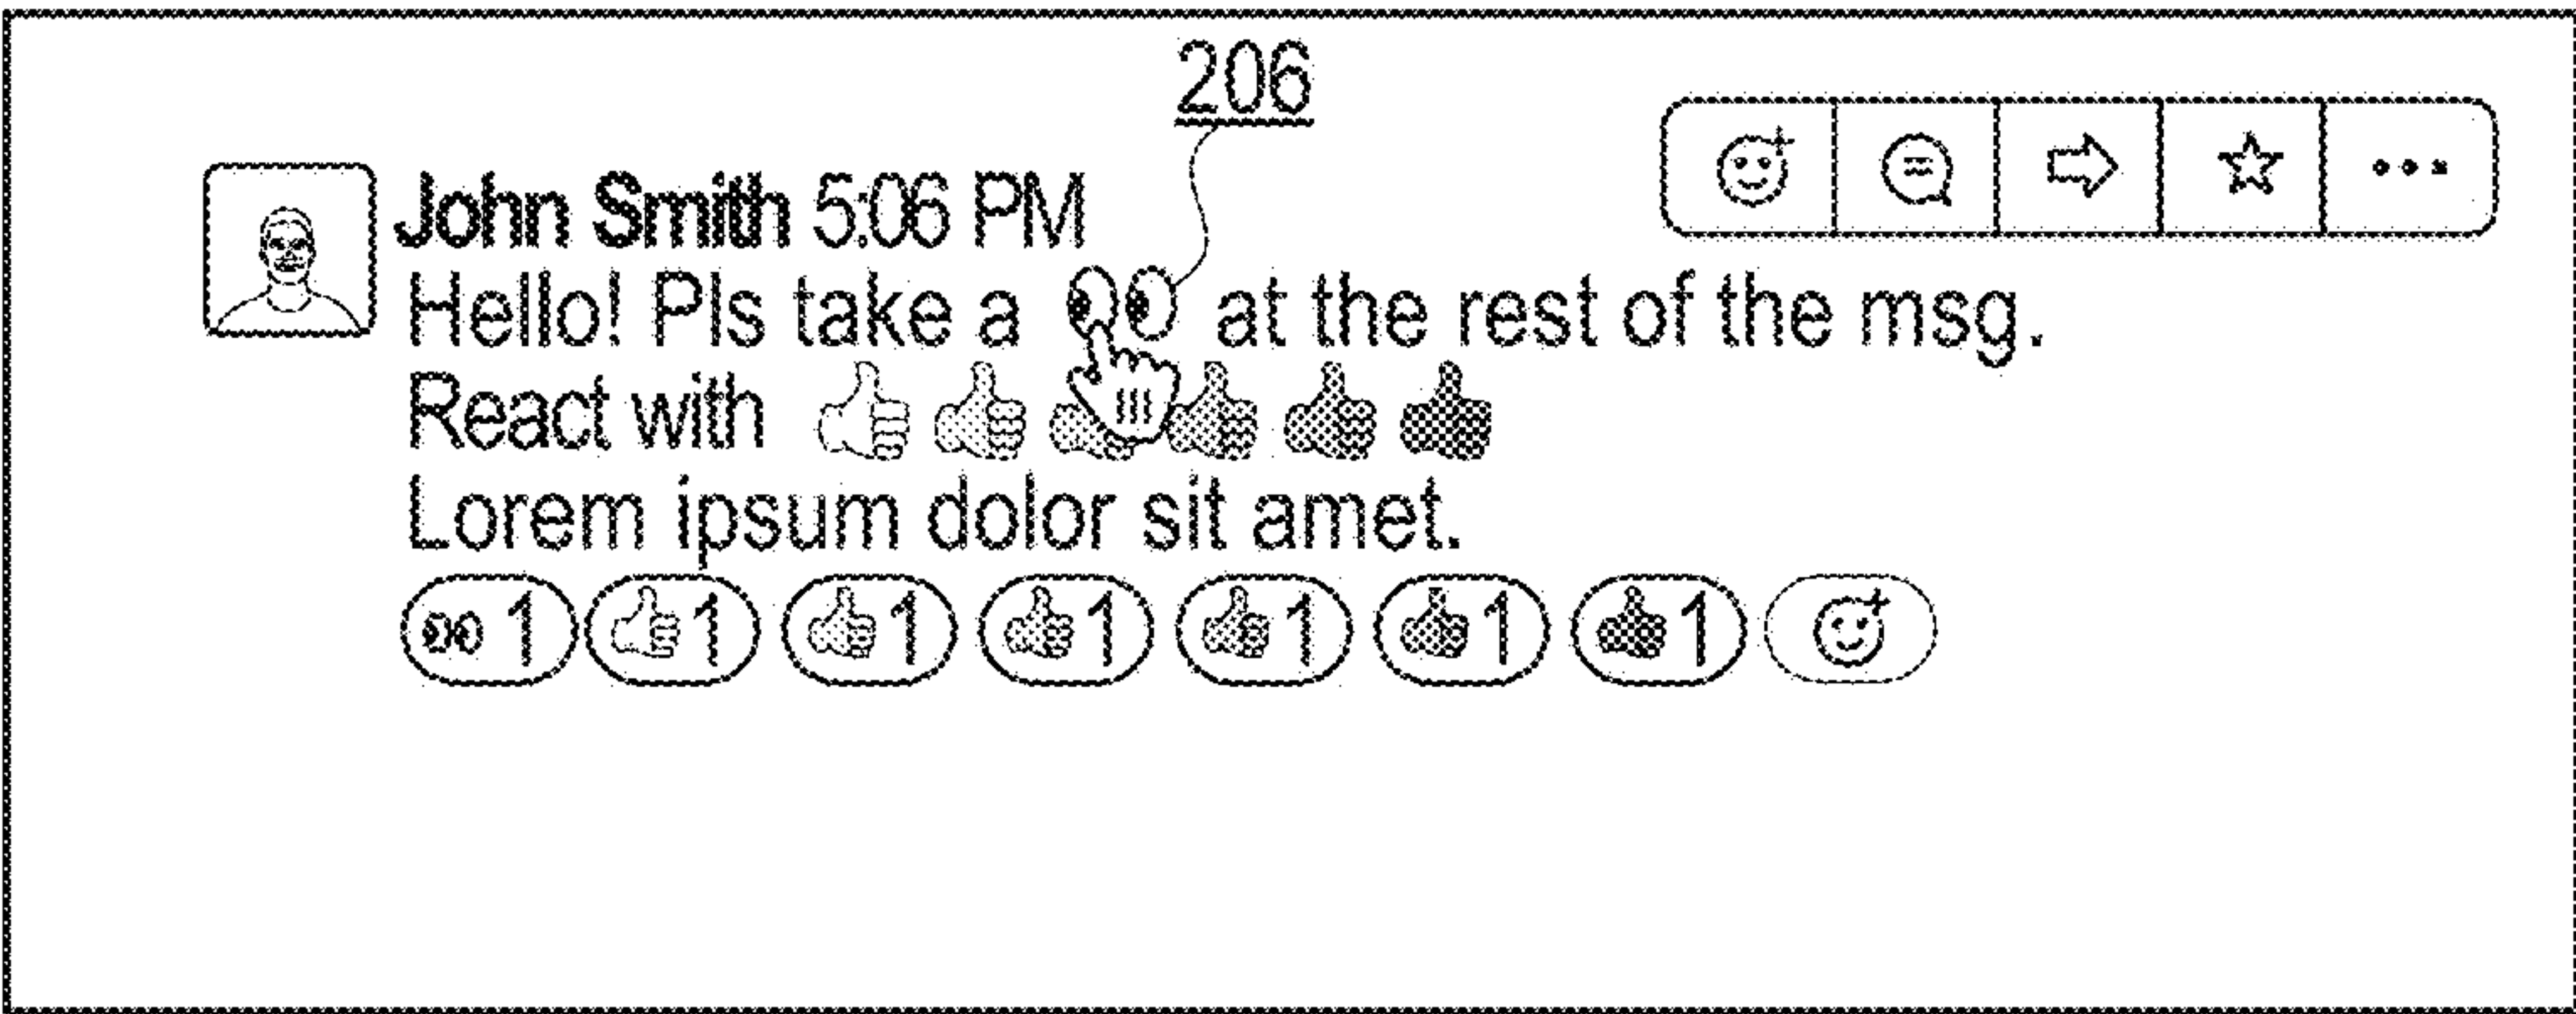 206
John Smith 5:06 PM
Hello! Pls take a 👀 at the rest of the msg.
React with 👍👍🏻👍🏼👍🏽👍🏾👍🏿
Lorem ipsum dolor sit amet.
👀 1 👍 1 👍🏻 1 👍🏼 1 👍🏽 1 👍🏾 1 👍🏿 1